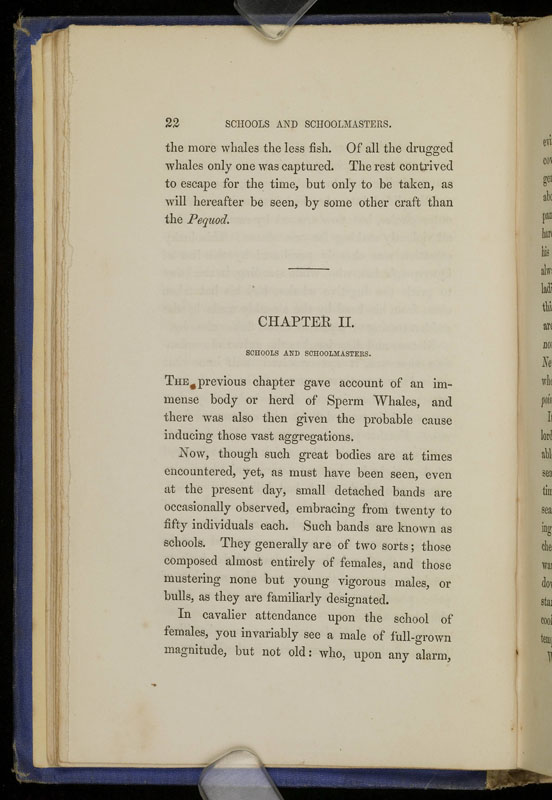 22 SCHOOLS AND SCHOOLMASTERS.
the more whales the less fish. Of all the drugged
whales only one was captured. The rest contrived
to escape for the time, but only to be taken, as
will hereafter be seen, by some other craft than
the Pequod.
CHAPTER II.
SCHOOLS AND SCHOOLMASTERS.
THE previous chapter gave account of an im-
mense body or herd of Sperm Whales, and
there was also then given the probable cause
inducing those vast aggregations.
Now, though such great bodies are at times
encountered, yet, as must have been seen, even
at the present day, small detached bands are
occasionally observed, embracing from twenty to
fifty individuals each. Such bands are known as
schools. They generally are of two sorts; those
composed almost entirely of females, and those
mustering none but young vigorous males, or
bulls, as they are familiarly designated.
In cavalier attendance upon the school of
females, you invariably see a male of full-grown
magnitude, but not old: who, upon any alarm,